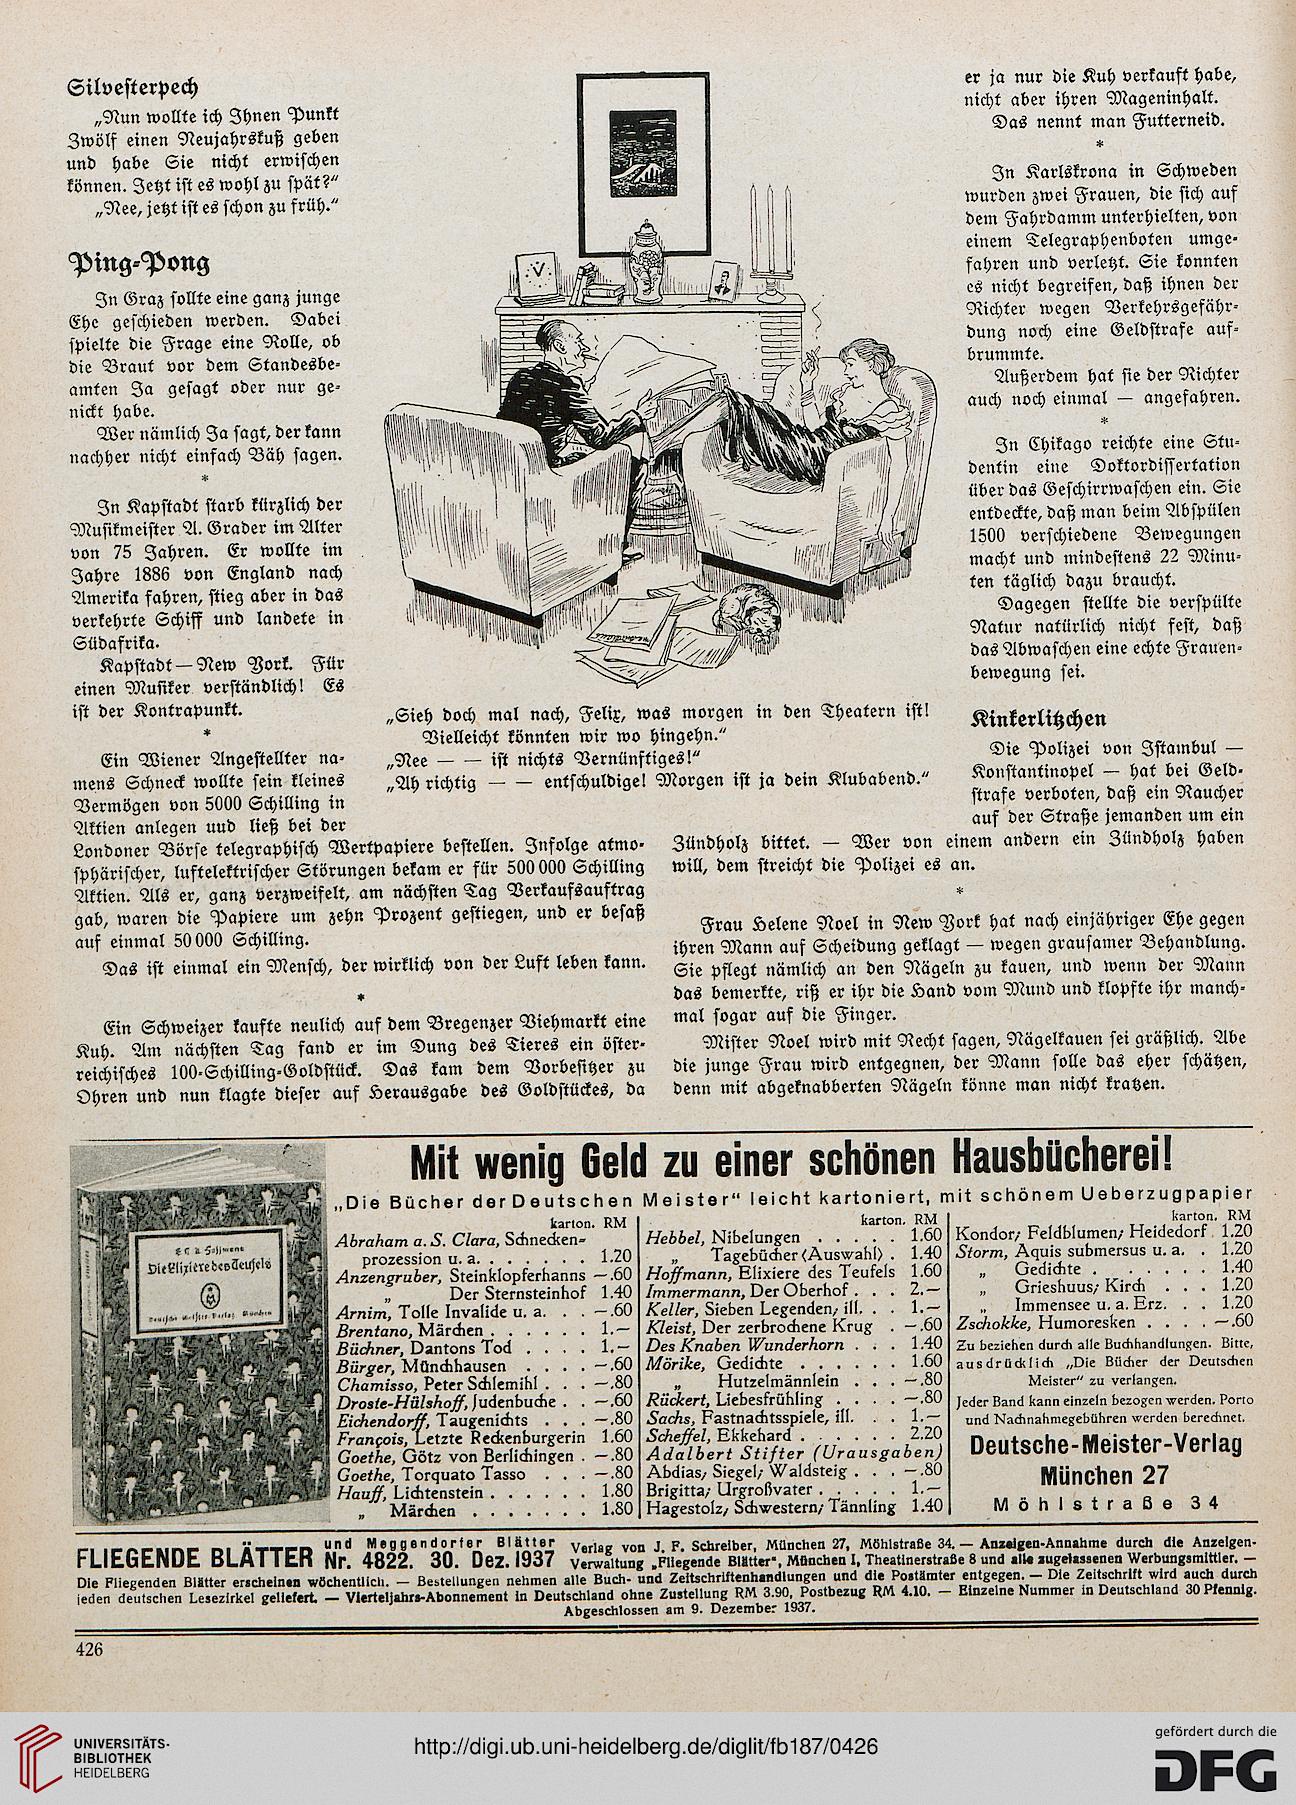 Silvesterpech
„Nun wollte ich Ihnen Punkt
Zwölf einen Neujahrskuß geben
und habe Sie nicht erwischen
können. Jetzt ist es wohl zu spät?“
„Nee, jetzt ist es schon zu früh.“
Ping-Pong
In Graz sollte eine ganz junge
Ehe geschieden werden. Dabei
spielte die Frage eine Rolle, ob
die Braut vor dem Standesbe-
amten Ja gesagt oder nur ge-
nickt habe.
Wer nämlich Ja sagt, der kann
nachher nicht einfach Bäh sagen.
*
In Kapstadt starb kürzlich der
Musikmeister A. Grader im Alter
von 75 Jahren. Er wollte im
Jahre 1886 von England nach
Amerika fahren, stieg aber in das
verkehrte Schiff und landete in
Südafrika.
Kapstadt — New York. Für
einen Musiker verständlich! Es
ist der Kontrapunkt.
*
Ein Wiener Angestellter na-
mens Schneck wollte sein kleines
Vermögen von 5000 Schilling in
Aktien anlegen uud ließ bei der
Londoner Börse telegraphisch Wertpapiere bestellen. Infolge atmo-
sphärischer, luftelektrischer Störungen bekam er für 500 000 Schilling
Aktien. Als er, ganz verzweifelt, am nächsten Tag Verkaufsauftrag
gab, waren die Papiere um zehn Prozent gestiegen, und er besaß
auf einmal 50 000 Schilling.
Das ist einmal ein Mensch, der wirklich von der Luft leben kann.
*
Ein Schweizer kaufte neulich auf dem Bregenzer Viehmarkt eine
Kuh. Am nächsten Tag fand er im Dung des Tieres ein öster-
reichisches 100-Schilling-Goldstück. Das kam dem Vorbesitzer zu
Ohren und nun klagte dieser auf Herausgabe des Goldstückes, da
„Sieh doch mal nach, Felix, was morgen in den Theatern ist!
Vielleicht könnten wir wo hingehn.“
„Nee — — ist nichts Vernünftiges!“
„Ah richtig — — entschuldige! Morgen ist ja dein Klubabend.“
er ja nur die Kuh verkauft habe,
nicht aber ihren Mageninhalt.
Das nennt man Futterneid.
*
In Karlskrona in Schweden
wurden zwei Frauen, die sich auf
dem Fahrdamm unterhielten, von
einem Telegraphenboten umge-
fahren und verletzt. Sie konnten
es nicht begreifen, daß ihnen der
Richter wegen Verkehrsgefähr-
dung noch eine Geldstrafe auf-
brummte.
Außerdem hat sie der Richter
auch noch einmal — angefahren.
*
In Chikago reichte eine Stu-
dentin eine Doktordissertation
über das Geschirrwaschen ein. Sie
entdeckte, daß man beim Abspülen
1500 verschiedene Bewegungen
macht und mindestens 22 Minu-
ten täglich dazu braucht.
Dagegen stellte die verspülte
Natur natürlich nicht fest, daß
das Abwaschen eine echte Frauen-
bewegung sei.
Kinkerlitzchen
Die Polizei von Istambul —
Konstantinopel — hat bei Geld-
strafe verboten, daß ein Raucher
auf der Straße jemanden um ein
Zündholz bittet. — Wer von einem andern ein Zündholz haben
will, dem streicht die Polizei es an.
*
Frau Helene Noel in New York hat nach einjähriger Ehe gegen
ihren Mann auf Scheidung geklagt — wegen grausamer Behandlung.
Sie pflegt nämlich an den Nägeln zu kauen, und wenn der Mann
das bemerkte, riß er ihr die Hand vom Mund und klopfte ihr manch-
mal sogar auf die Finger.
Mister Noel wird mit Recht sagen, Nägelkauen sei gräßlich. Abe
die junge Frau wird entgegnen, der Mann solle das eher schätzen,
denn mit abgeknabberten Nägeln könne man nicht kratzen.
E. T. A. Hoffmann
Die Elixiere des Teufels
Deutsche Meister-Verlag München
Mit wenig Geld zu einer schönen Hausbücherei!
„Die Bücher der Deutschen Meister“ leicht kartoniert, mit schönem Ueberzugpapier
karton. RM
Abraham a. S. Clara, Schnecken-
prozession u. a. . . . . . . . 1.20
Anzengruber, Steinklopferhanns —.60
„ Der Sternsteinhof 1.40
Arnim, Tolle Invalide u. a. . . —.60
Brentano, Märchen . . . . . . 1.—
Büchner, Dantons Tod . . . . 1.—
Bürger, Münchhausen . . . . —.60
Chamisso, Peter Schlemihl . . . —.80
Droste-Hülshoff, Judenbuche . . —.60
Eichendorff, Taugenichts . . . —.80
François, Letzte Reckenburgerin 1.60
Goethe, Götz von Berlichingen . —.80
Goethe, Torquato Tasso . . . —.80
Hauff, Lichtenstein . . . . . . 1.80
„ Märchen . . . . . . . 1.80
karton. RM
Hebbel, Nibelungen . . . . . 1.60
„ Tagebücher (Auswahl) . 1.40
Hoffmann, Elixiere des Teufels 1.60
Immermann, Der Oberhof . . . 2.—
Keller, Sieben Legenden, ill. . . 1.—
Kleist, Der zerbrochene Krug . —.60
Des Knaben Wunderhorn . . . 1.40
Mörike, Gedichte . . . . . . 1.60
„ Hutzelmännlein . . . —.80
Rückert, Liebesfrühling . . . . —.80
Sachs, Fastnachtsspiele, ill. . . 1.—
Scheffel, Ekkehard . . . . . . 2.20
Adalbert Stifter (Urausgaben)
Abdias, Siegel, Waldsteig . . . —.80
Brigitta, Urgroßvater . . . . . 1.—
Hagestolz, Schwestern, Tännling 1.40
karton. RM
Kondor, Feldblumen, Heidedorf . 1.20
Storm, Aquis submersus u. a. . 1.20
„ Gedichte . . . . . . . 1.40
„ Grieshuus, Kirch . . . 1.20
„ Immensee u. a. Erz. . . 1.20
Zschokke, Humoresken . . . . —.60
Zu beziehen durch alle Buchhandlungen. Bitte,
ausdrücklich „Die Bücher der Deutschen
Meister“ zu verlangen.
Jeder Band kann einzeln bezogen werden. Porto
und Nachnahmegebühren werden berechnet.
Deutsche-Meister-Verlag
München 27
Möhlstraße 34
FLIEGENDE BLÄTTER und Meggendorfer Blätter Nr. 4822. 30. Dez. 1937
Verlag von J. F. Schreiber, München 27, Möhlstraße 34. — Anzeigen-Annahme durch die Anzeigen-
Verwaltung „Fliegende Blätter“, München I, Theatinerstraße 8 und alle zugelassenen Werbungsmittler. —
Die Fliegenden Blätter erscheinen wöchentlich. — Bestellungen nehmen alle Buch- und Zeitschriftenhandlungen und die Postämter entgegen. — Die Zeitschrift wird auch durch
jeden deutschen Lesezirkel geliefert. — Vierteljahrs-Abonnement in Deutschland ohne Zustellung RM 3.90, Postbezug RM 4.10. — Einzelne Nummer in Deutschland 30 Pfennig.
Abgeschlossen am 9. Dezember 1937.
426
UNIVERSITÄTS-
BIBLIOTHEK
HEIDELBERG
http://digi.ub.uni-heidelberg.de/diglit/fb187/0426
gefördert durch die
DFG